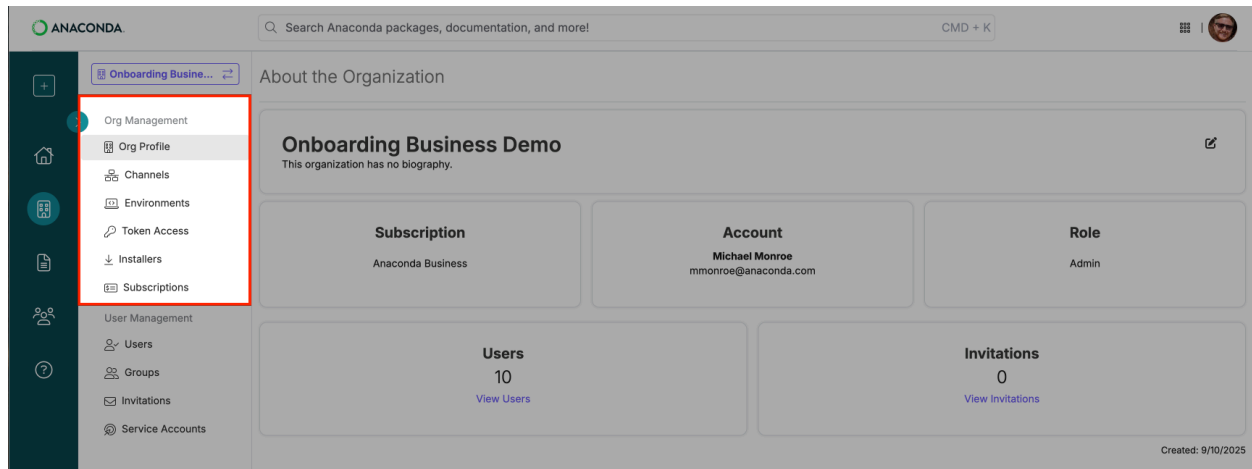 ANACONDA.
Search Anaconda packages, documentation, and more!
CMD + K
Onboarding Busine...
Org Management
Org Profile
Channels
Environments
Token Access
Installers
Subscriptions
User Management
Users
Groups
Invitations
Service Accounts
About the Organization
Onboarding Business Demo
This organization has no biography.
Subscription
Anaconda Business
Account
Michael Monroe
mmonroe@anaconda.com
Role
Admin
Users
10
View Users
Invitations
0
View Invitations
Created: 9/10/2025